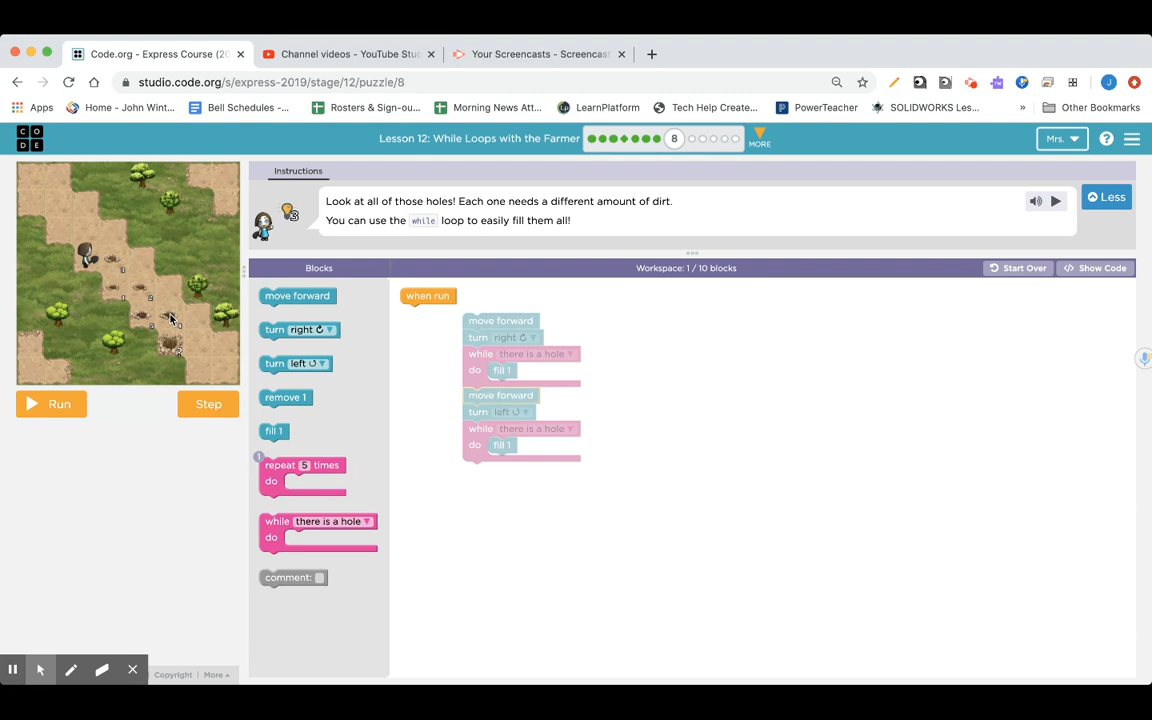 Code.org - Express Course (20
Channel videos - YouTube Stud
Your Screencasts - Screencast
studio.code.org/s/express-2019/stage/12/puzzle/8
Apps
Home - John Wint...
Bell Schedules -...
Rosters & Sign-ou...
Morning News Att...
LearnPlatform
Tech Help Create...
PowerTeacher
SOLIDWORKS Les...
»
Other Bookmarks
CO
DE
Lesson 12: While Loops with the Farmer
8
MORE
Mrs.
?
Instructions
3
Look at all of those holes! Each one needs a different amount of dirt.
You can use the while loop to easily fill them all!
Less
Blocks
Workspace: 1 / 10 blocks
Start Over
</> Show Code
move forward
turn right
turn left
remove 1
fill 1
1
repeat 5 times
do
while there is a hole
do
comment:
when run
move forward
turn right
while there is a hole
do fill 1
move forward
turn left
while there is a hole
do fill 1
Run
Step
Copyright | More